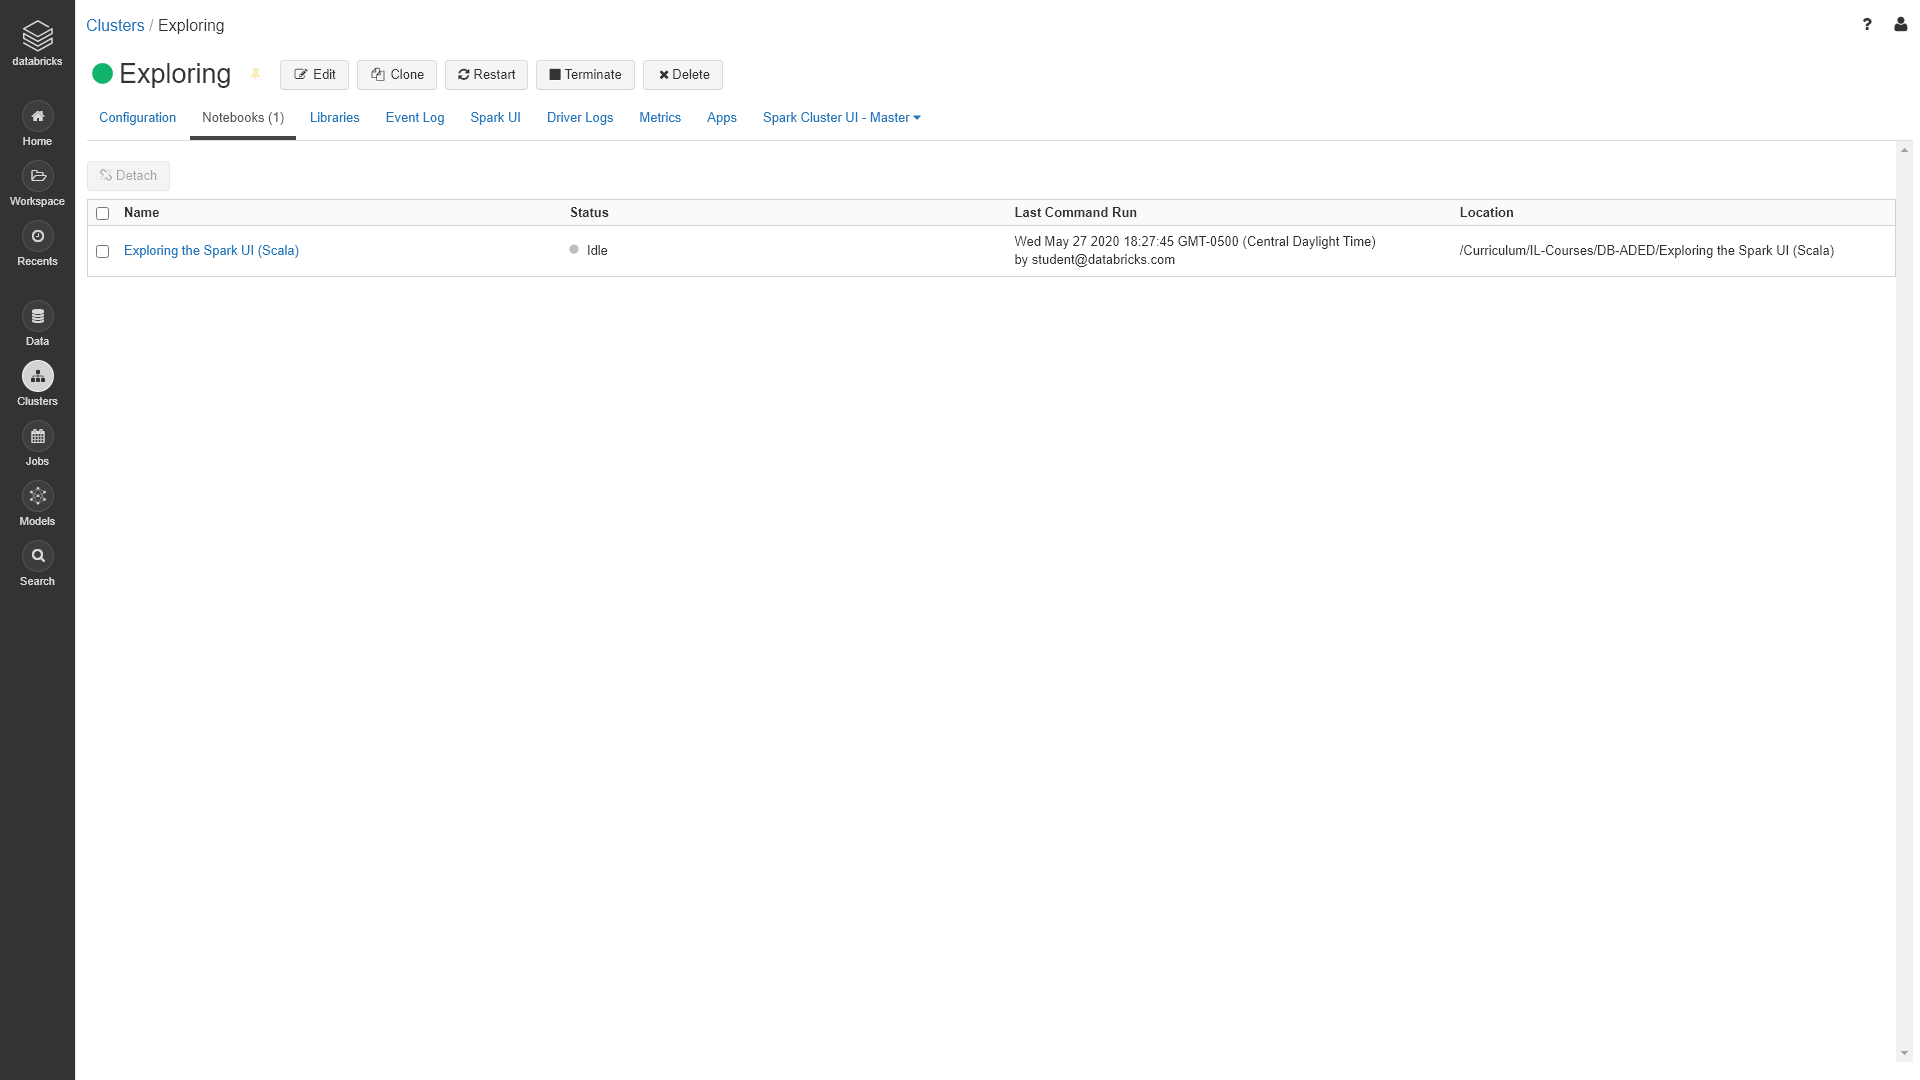 databricks
Home
Workspace
Recents
Data
Clusters
Jobs
Models
Search
Clusters / Exploring
?
Exploring
Edit
Clone
Restart
Terminate
Delete
Configuration
Notebooks (1)
Libraries
Event Log
Spark UI
Driver Logs
Metrics
Apps
Spark Cluster UI - Master
Detach
Name
Status
Last Command Run
Location
Exploring the Spark UI (Scala)
Idle
Wed May 27 2020 18:27:45 GMT-0500 (Central Daylight Time)
by student@databricks.com
/Curriculum/IL-Courses/DB-ADED/Exploring the Spark UI (Scala)